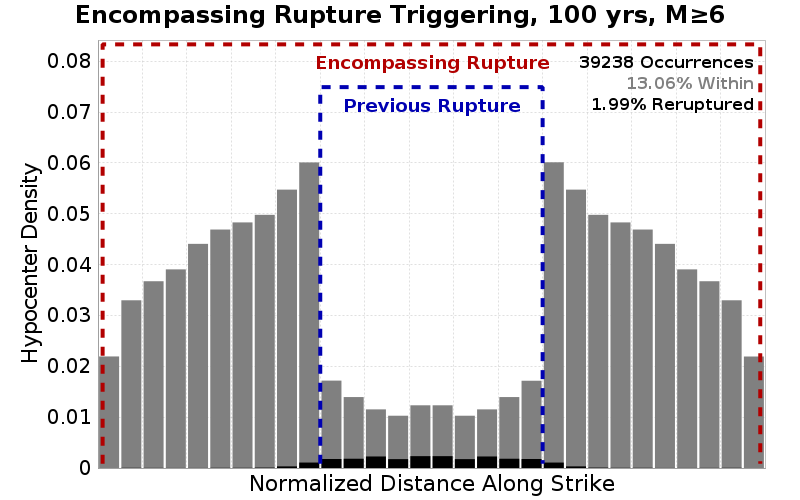 Encompassing Rupture Triggering, 100 yrs, M≥6
Encompassing Rupture
39238 Occurrences
13.06% Within
1.99% Reruptured
Previous Rupture
Hypocenter Density
0.08
0.07
0.06
0.05
0.04
0.03
0.02
0.01
0
Normalized Distance Along Strike